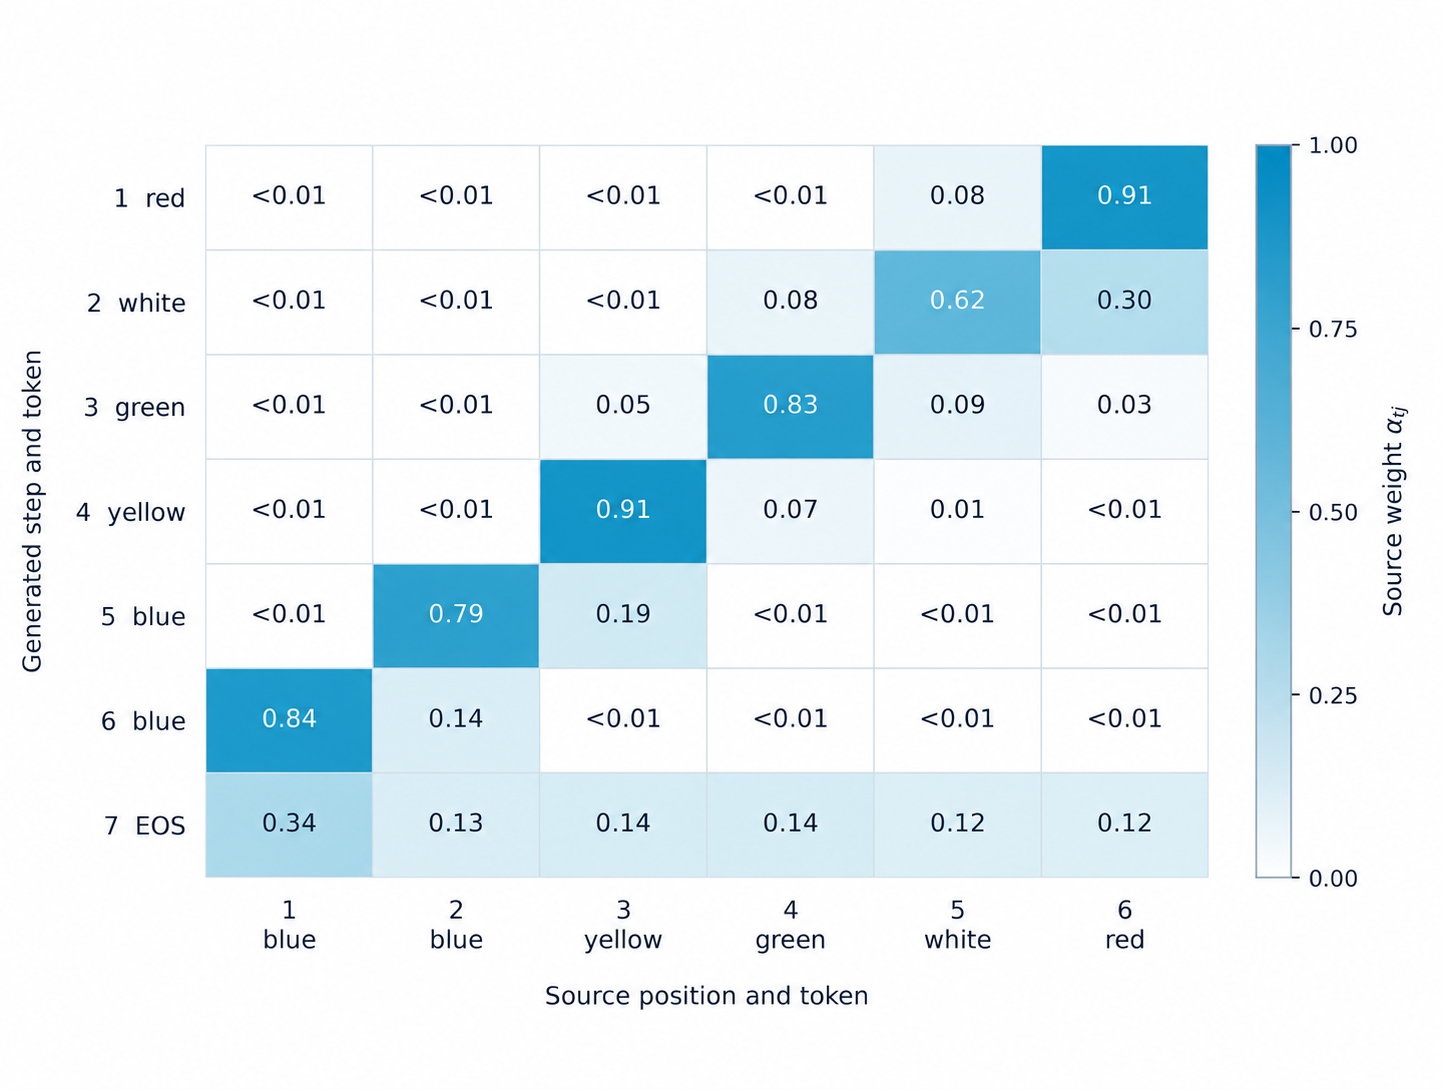 1 red <0.01 <0.01 <0.01 <0.01 0.08 0.91
2 white <0.01 <0.01 <0.01 0.08 0.62 0.30
3 green <0.01 <0.01 0.05 0.83 0.09 0.03
4 yellow <0.01 <0.01 0.91 0.07 0.01 <0.01
5 blue <0.01 0.79 0.19 <0.01 <0.01 <0.01
6 blue 0.84 0.14 <0.01 <0.01 <0.01 <0.01
7 EOS 0.34 0.13 0.14 0.14 0.12 0.12
1 2 3 4 5 6
blue blue yellow green white red
Source position and token
Generated step and token
1.00
0.75
0.50
0.25
0.00
Source weight αtj